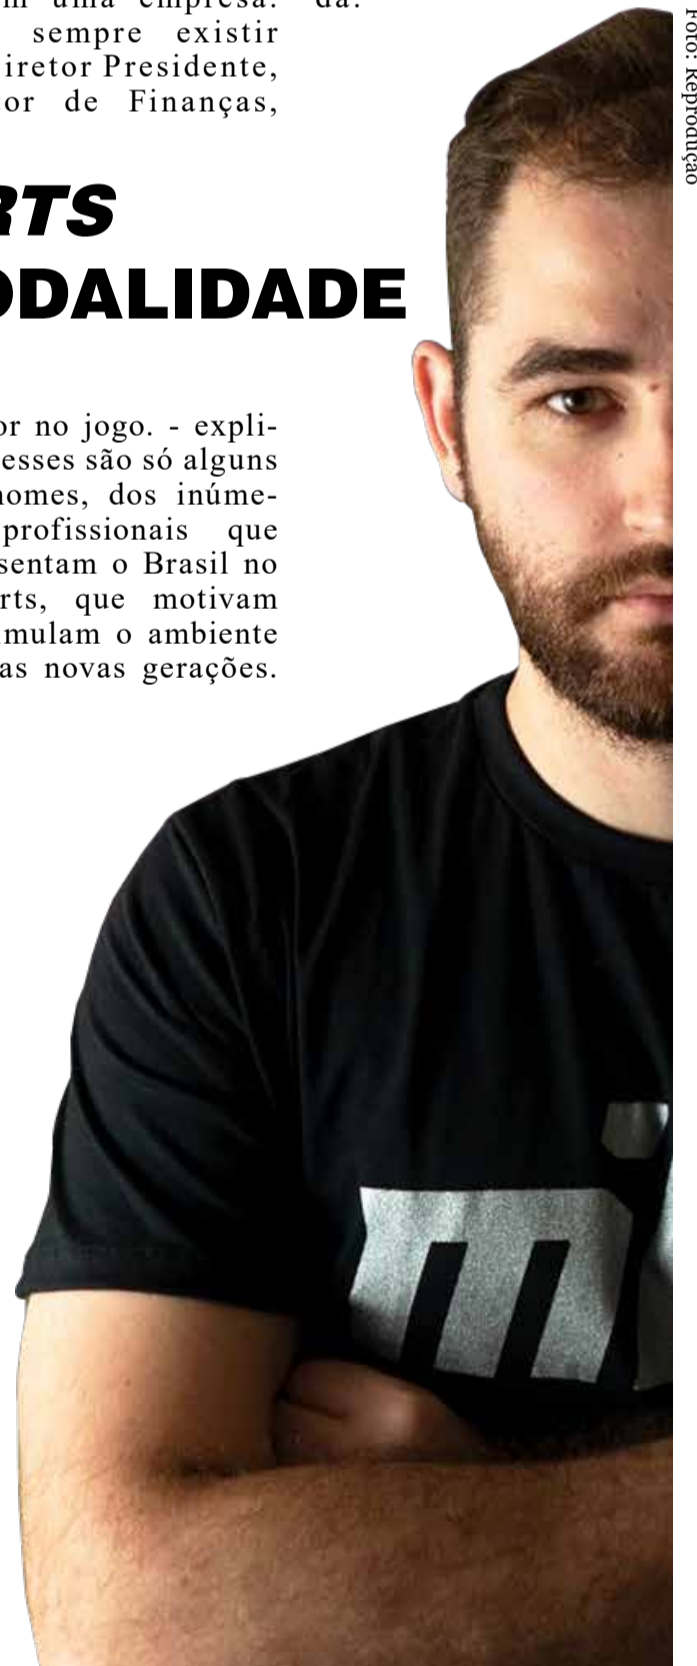 uma empresa.
da.
sempre existir
iretor Presidente,
or de Finanças,
RTS
ODALIDADE
or no jogo. - expli-
esses são só alguns
nomes, dos inúme-
profissionais que
sentam o Brasil no
rts, que motivam
mulam o ambiente
as novas gerações.
Foto: Reprodução
mi